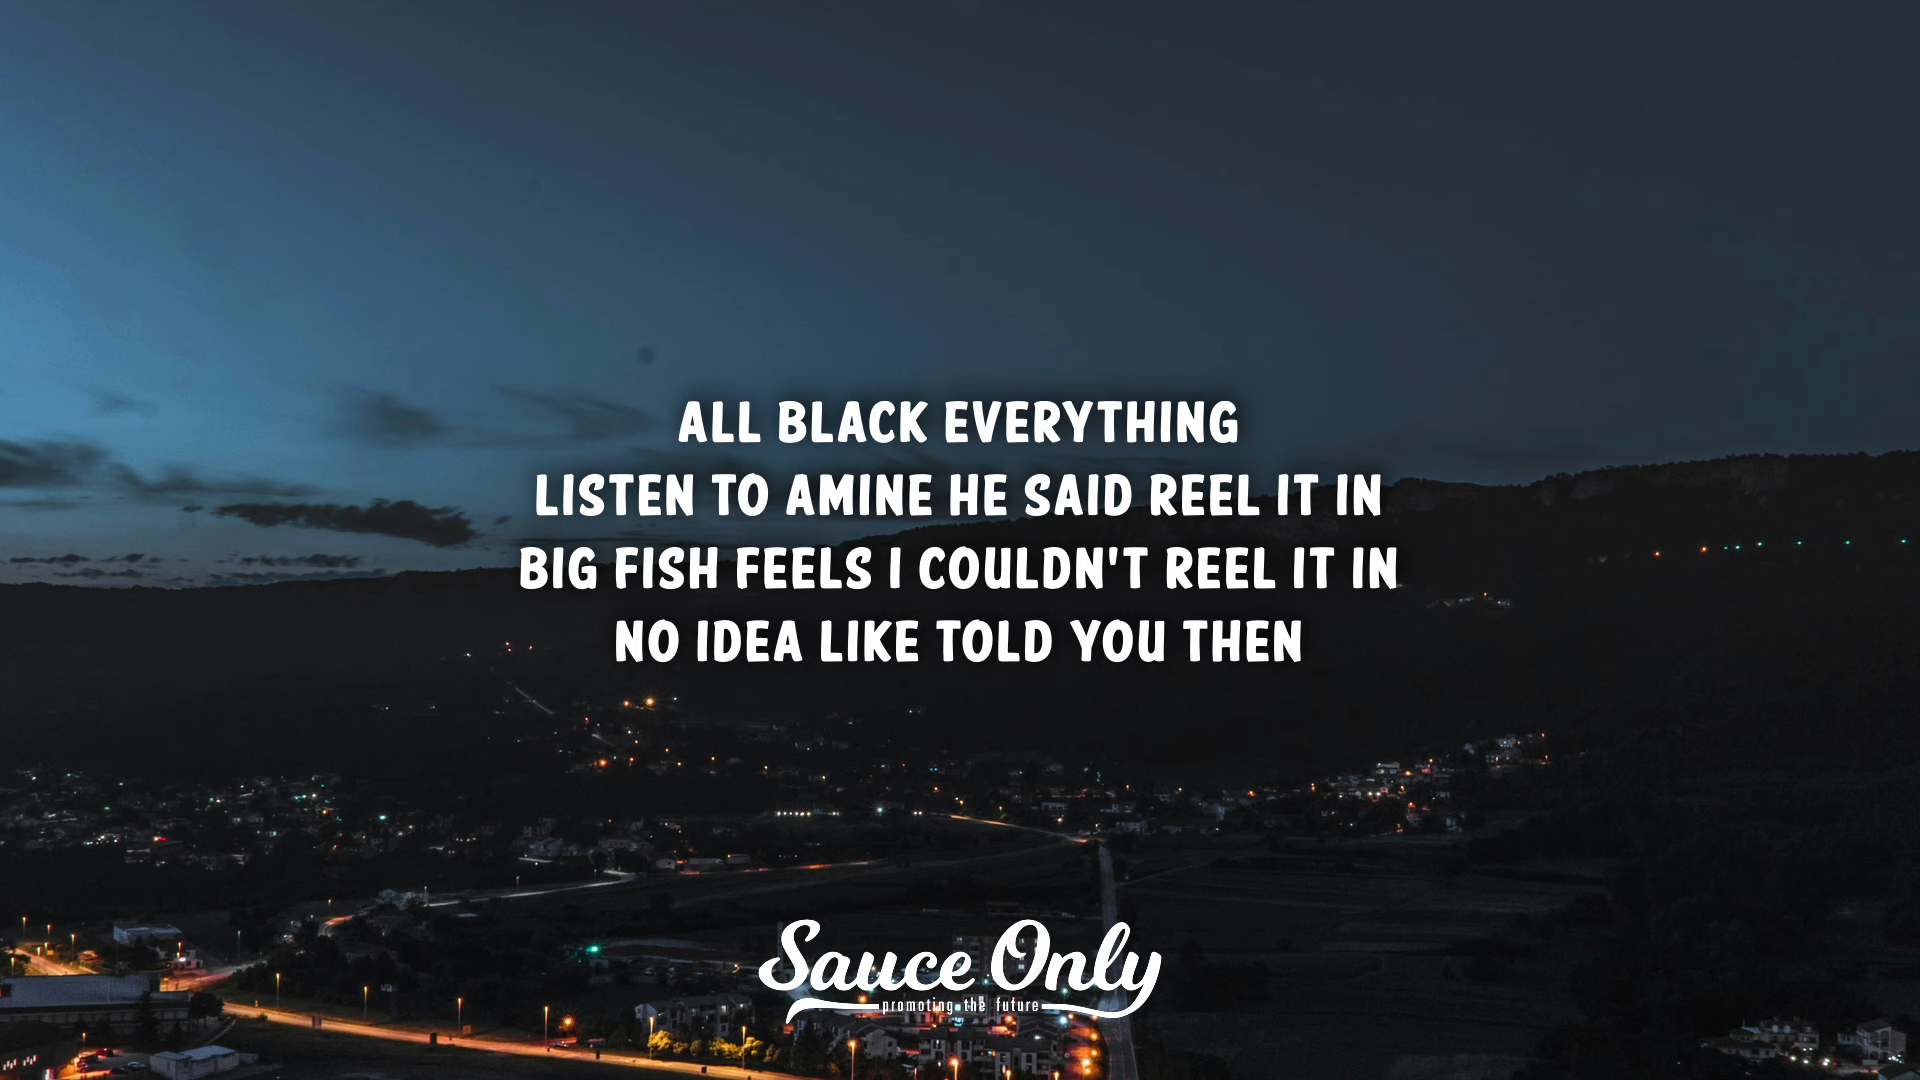 ALL BLACK EVERYTHING
LISTEN TO AMINE HE SAID REEL IT IN
BIG FISH FEELS I COULDN'T REEL IT IN
NO IDEA LIKE TOLD YOU THEN
Sauce Only
promoting the future